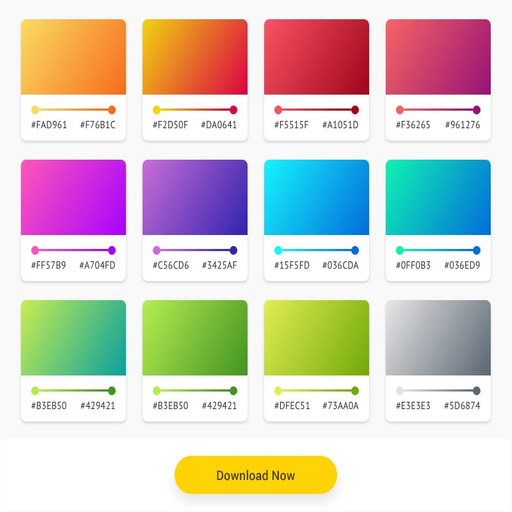 #FAD961 #F76B1C #F2D50F #DA0641 #F5515F #A1051D #F36265 #961276
#FF57B9 #A704FD #C56CD6 #3425AF #15F5FD #036CDA #0FF0B3 #036ED9
#B3EB50 #429421 #B3EB50 #429421 #DFEC51 #73AA0A #E3E3E3 #5D6874
Download Now